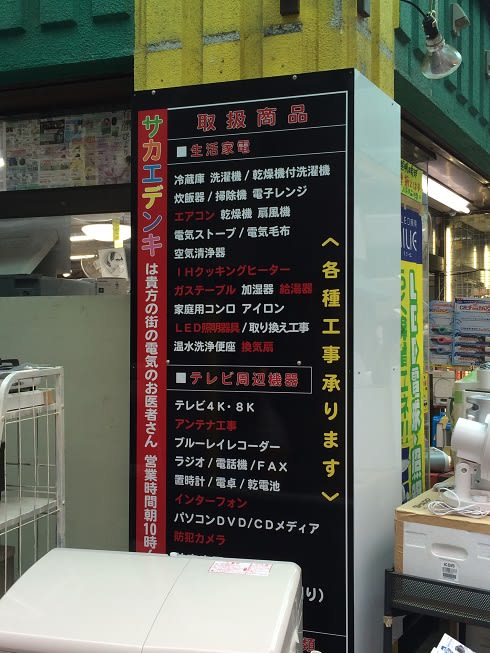 サカエデンキは貴方の街の電気のお医者さん 営業時間朝10時
取扱商品
■生活家電
冷蔵庫 洗濯機/乾燥機付洗濯機
炊飯器/掃除機 電子レンジ
エアコン 乾燥機 扇風機
電気ストーブ/電気毛布
空気清浄器
IHクッキングヒーター
ガステーブル 加湿器 給湯器
家庭用コンロ アイロン
LED照明器具/取り換え工事
温水洗浄便座 換気扇
■テレビ周辺機器
テレビ4K・8K
アンテナ工事
ブルーレイレコーダー
ラジオ/電話機/FAX
置時計/電卓/乾電池
インターフォン
パソコンDVD/CDメディア
防犯カメラ
り)
類
<各種工事承ります>
LED電球・照